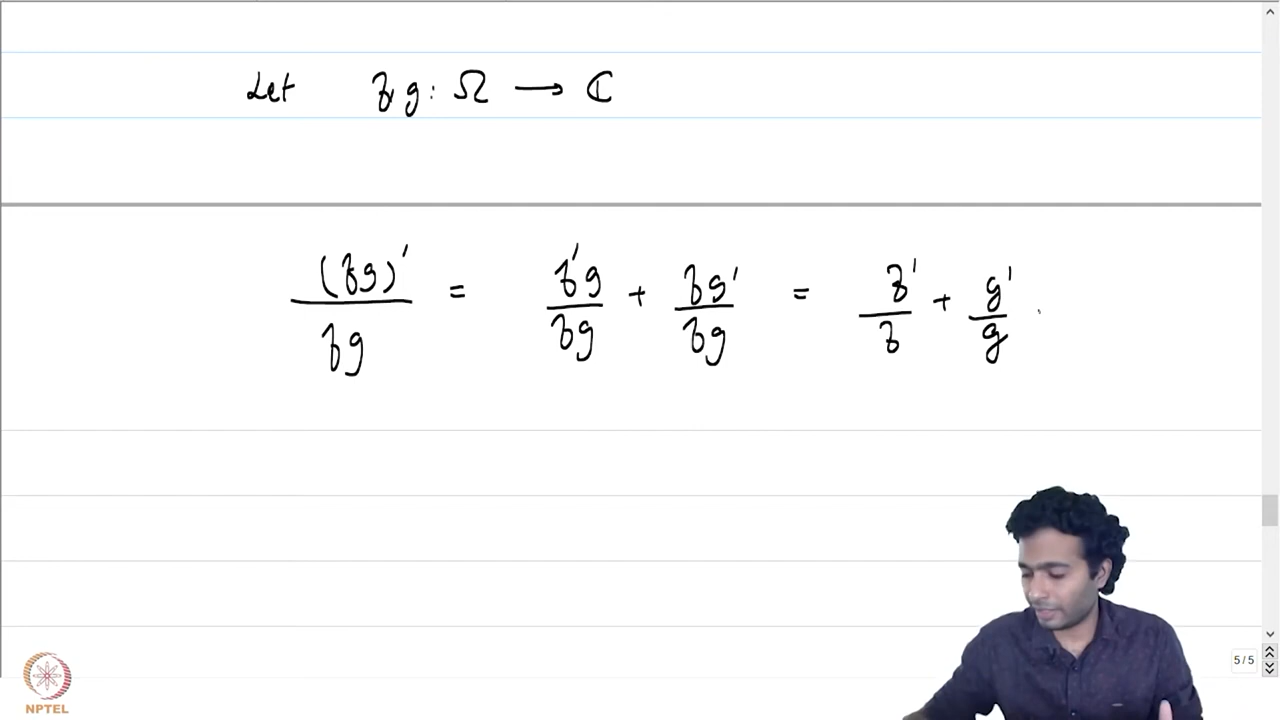 Let f, g : Ω → ℂ
(fg)'/fg = f'g/fg + fg'/fg = f'/f + g'/g .
5 / 5
NPTEL